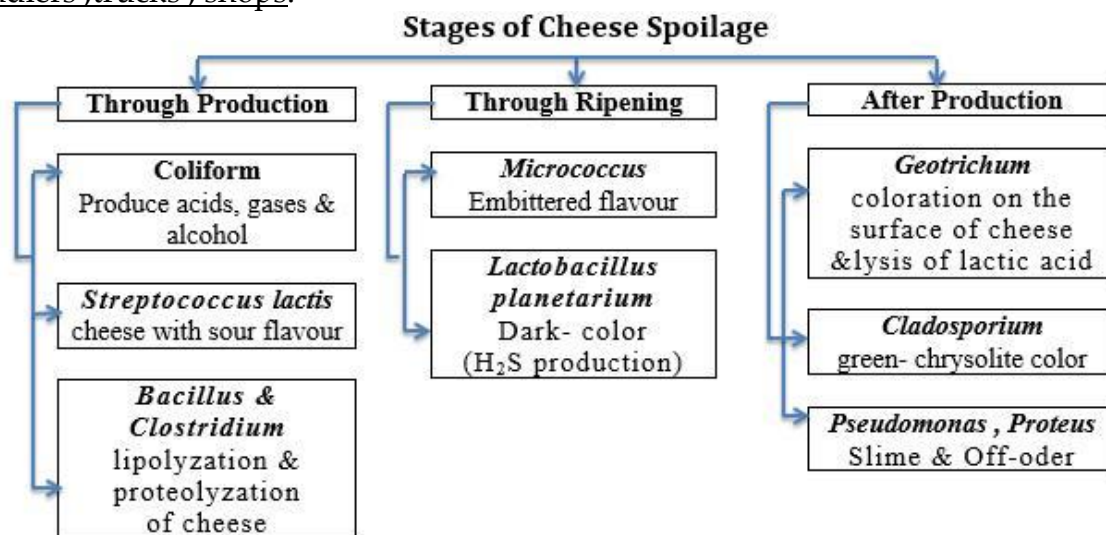 ,trucks , shops.
Stages of Cheese Spoilage
Through Production
Coliform
Produce acids, gases &
alcohol
Streptococcus lactis
cheese with sour flavour
Bacillus &
Clostridium
lipolyzation &
proteolyzation
of cheese
Through Ripening
Micrococcus
Embittered flavour
Lactobacillus
planetarium
Dark- color
(H₂S production)
After Production
Geotrichum
coloration on the
surface of cheese
&lysis of lactic acid
Cladosporium
green- chrysolite color
Pseudomonas , Proteus
Slime & Off-oder